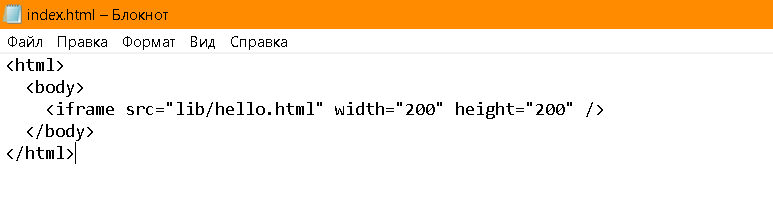 index.html – Блокнот
Файл Правка Формат Вид Справка
<html>
  <body>
    <iframe src="lib/hello.html" width="200" height="200" />
  </body>
</html>